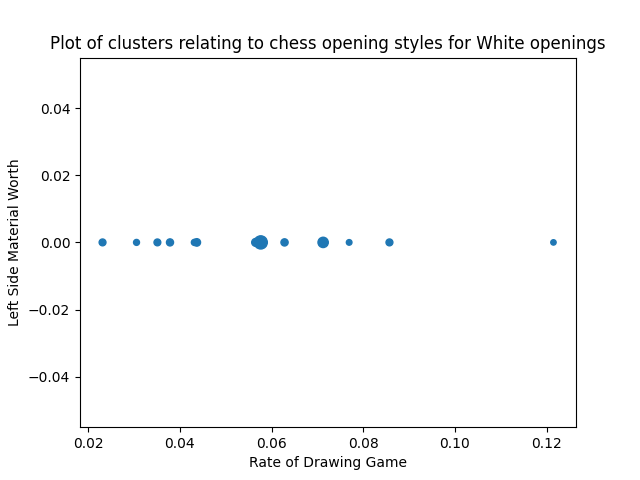 Plot of clusters relating to chess opening styles for White openings
Left Side Material Worth
0.04
0.02
0.00
−0.02
−0.04
0.02 0.04 0.06 0.08 0.10 0.12
Rate of Drawing Game